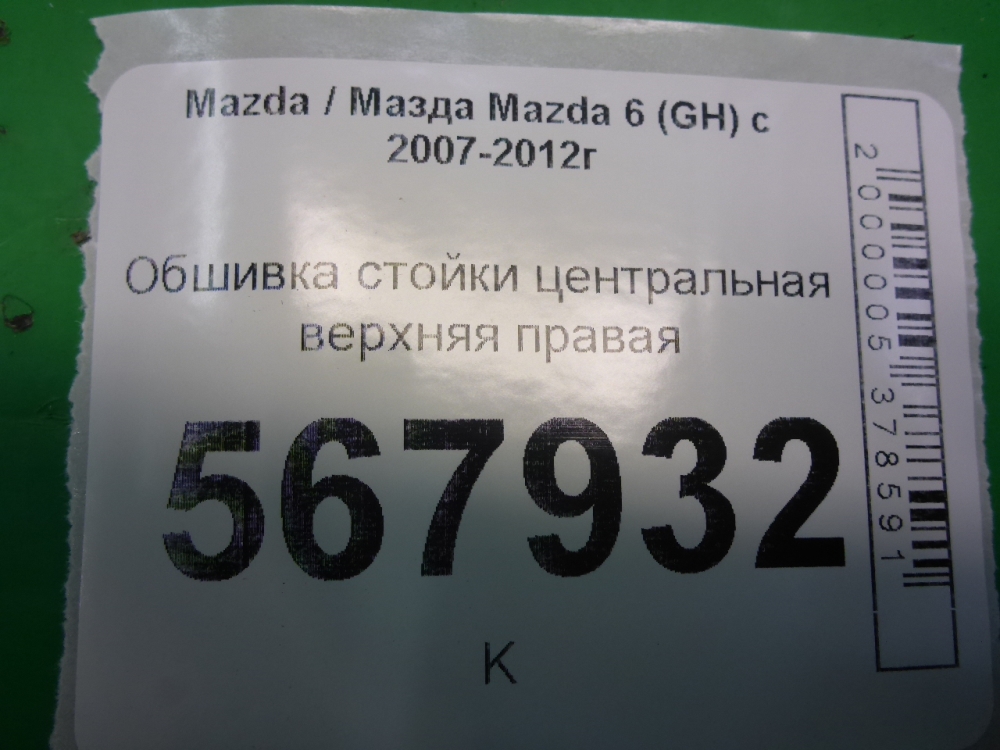 Mazda / Мазда Mazda 6 (GH) с
2007-2012г
Обшивка стойки центральная
верхняя правая
567932
К
2000005378591